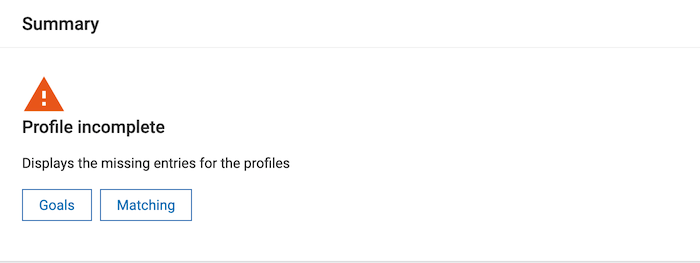 Summary
Profile incomplete
Displays the missing entries for the profiles
Goals
Matching